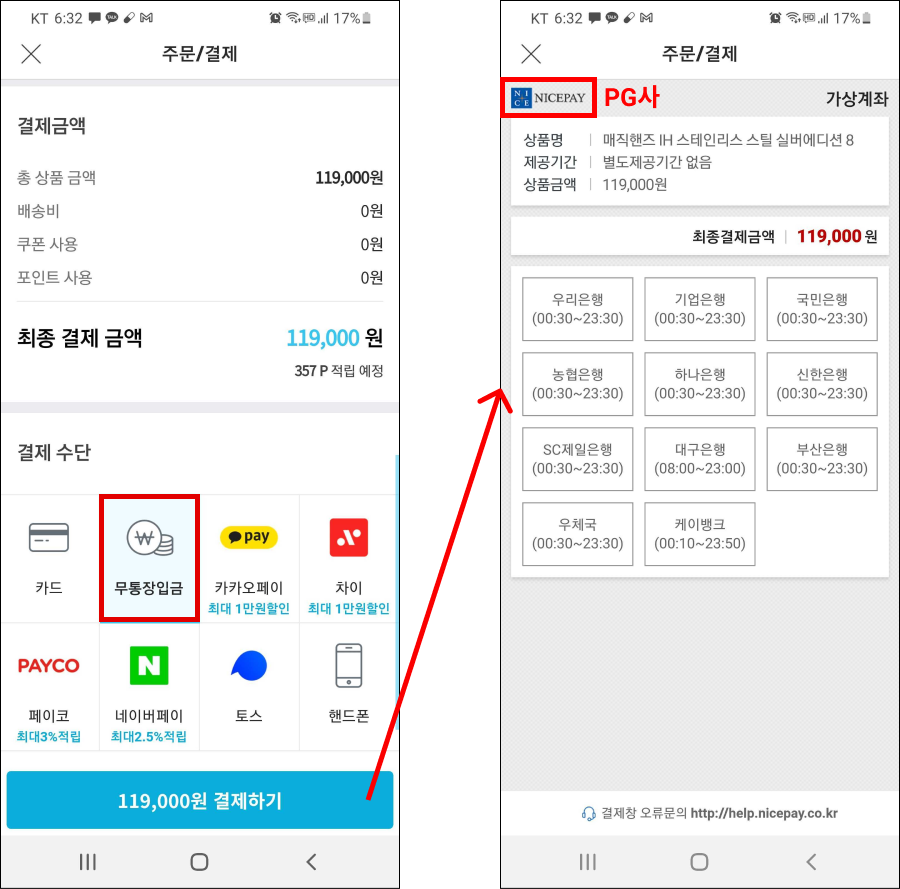 KT 6:32 TALK 17%
주문/결제
결제금액
총 상품 금액 119,000원
배송비 0원
쿠폰 사용 0원
포인트 사용 0원
최종 결제 금액 119,000 원
357 P 적립 예정
결제 수단
카드
무통장입금
pay
카카오페이
최대 1만원할인
차이
최대 1만원할인
PAYCO
페이코
최대3%적립
N
네이버페이
최대2.5%적립
토스
핸드폰
119,000원 결제하기
KT 6:32 TALK 17%
주문/결제
NICE NICEPAY PG사 가상계좌
상품명 매직핸즈 IH 스테인리스 스틸 실버에디션 8
제공기간 별도제공기간 없음
상품금액 119,000원
최종결제금액 119,000 원
우리은행
(00:30~23:30)
기업은행
(00:30~23:30)
국민은행
(00:30~23:30)
농협은행
(00:30~23:30)
하나은행
(00:30~23:30)
신한은행
(00:30~23:30)
SC제일은행
(00:30~23:30)
대구은행
(08:00~23:00)
부산은행
(00:30~23:30)
우체국
(00:30~23:30)
케이뱅크
(00:10~23:50)
결제창 오류문의 http://help.nicepay.co.kr